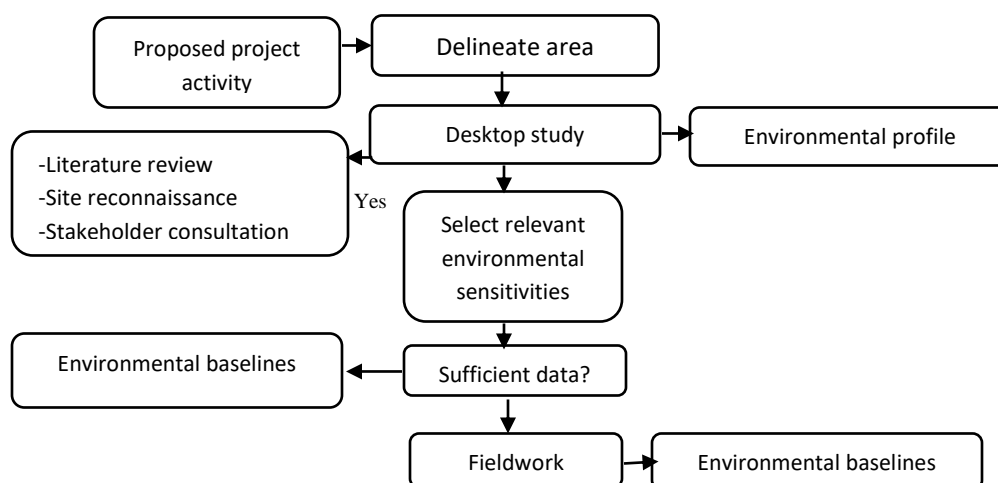 Proposed project
activity
Delineate area
Desktop study
Environmental profile
-Literature review
-Site reconnaissance
-Stakeholder consultation
Yes
Select relevant
environmental
sensitivities
Environmental baselines
Sufficient data?
Fieldwork
Environmental baselines